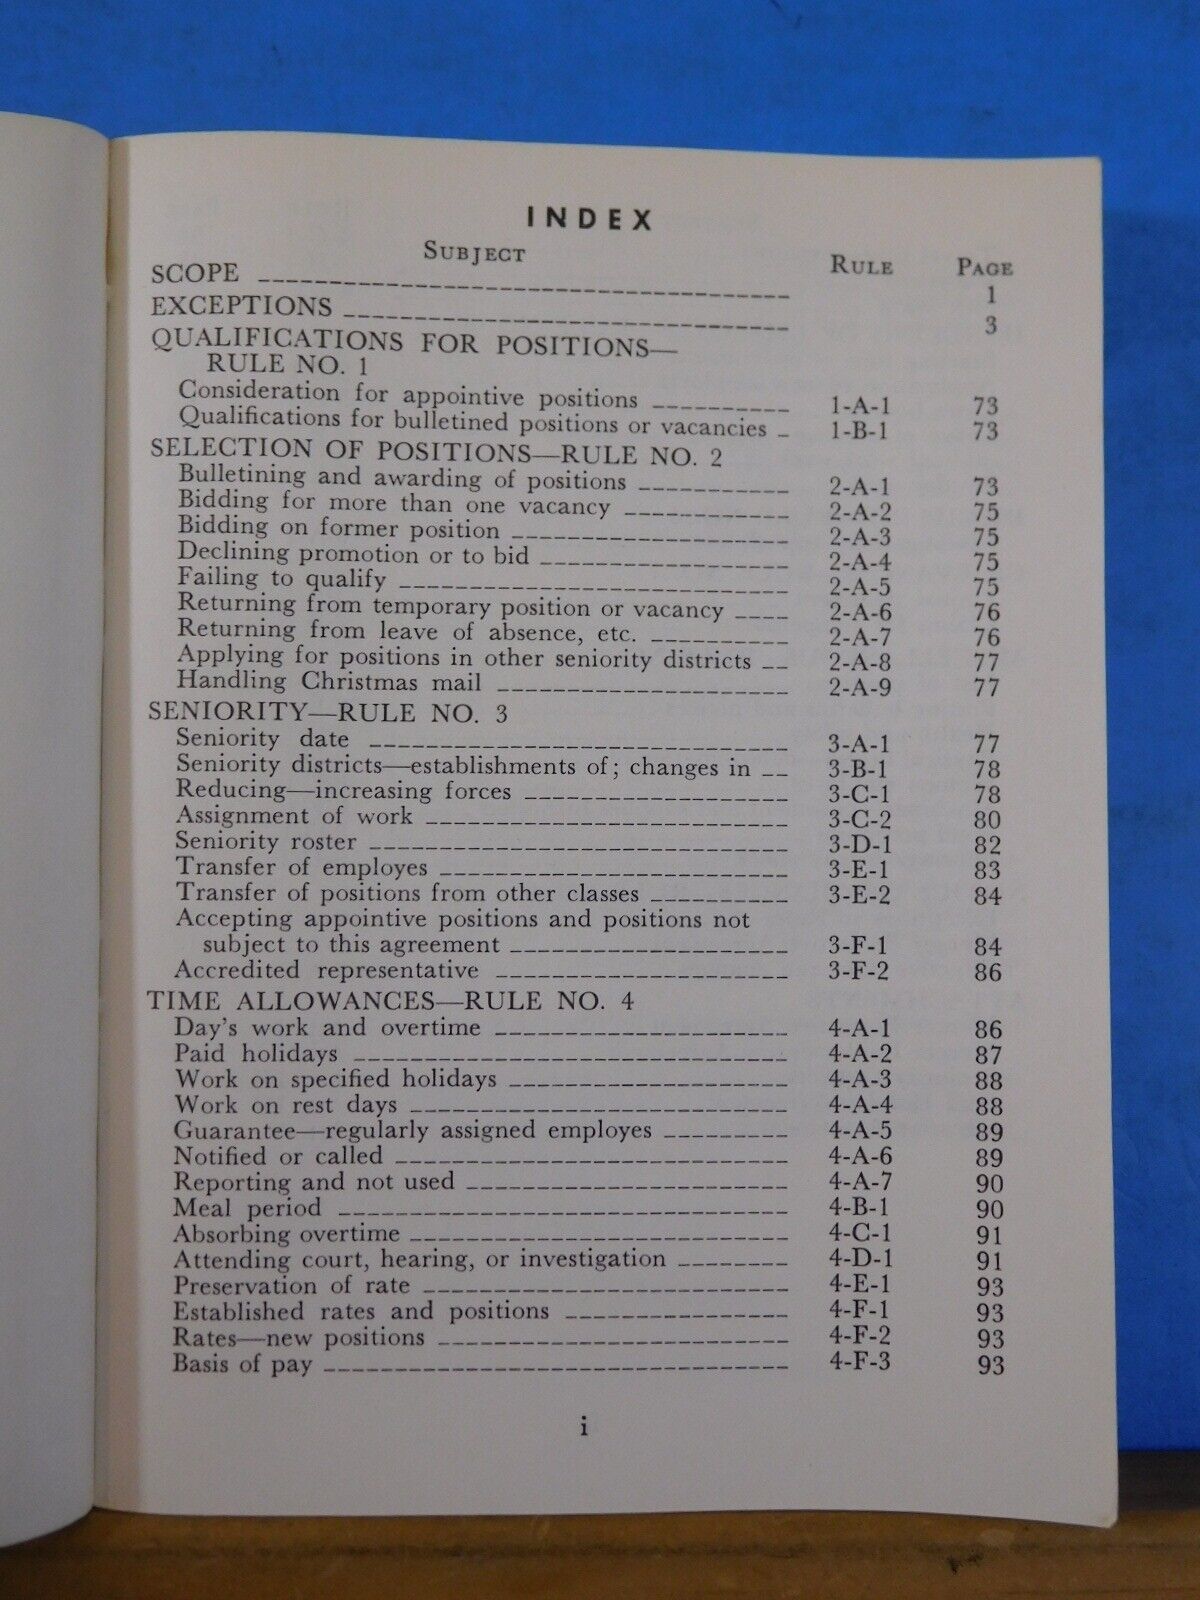 INDEX
SUBJECT RULE PAGE
SCOPE 1
EXCEPTIONS 3
QUALIFICATIONS FOR POSITIONS—
RULE NO. 1
Consideration for appointive positions 1-A-1 73
Qualifications for bulletined positions or vacancies 1-B-1 73
SELECTION OF POSITIONS—RULE NO. 2
Bulletining and awarding of positions 2-A-1 73
Bidding for more than one vacancy 2-A-2 75
Bidding on former position 2-A-3 75
Declining promotion or to bid 2-A-4 75
Failing to qualify 2-A-5 75
Returning from temporary position or vacancy 2-A-6 76
Returning from leave of absence, etc. 2-A-7 76
Applying for positions in other seniority districts 2-A-8 77
Handling Christmas mail 2-A-9 77
SENIORITY—RULE NO. 3
Seniority date 3-A-1 77
Seniority districts—establishments of; changes in 3-B-1 78
Reducing—increasing forces 3-C-1 78
Assignment of work 3-C-2 80
Seniority roster 3-D-1 82
Transfer of employes 3-E-1 83
Transfer of positions from other classes 3-E-2 84
Accepting appointive positions and positions not
subject to this agreement 3-F-1 84
Accredited representative 3-F-2 86
TIME ALLOWANCES—RULE NO. 4
Day's work and overtime 4-A-1 86
Paid holidays 4-A-2 87
Work on specified holidays 4-A-3 88
Work on rest days 4-A-4 88
Guarantee—regularly assigned employes 4-A-5 89
Notified or called 4-A-6 89
Reporting and not used 4-A-7 90
Meal period 4-B-1 90
Absorbing overtime 4-C-1 91
Attending court, hearing, or investigation 4-D-1 91
Preservation of rate 4-E-1 93
Established rates and positions 4-F-1 93
Rates—new positions 4-F-2 93
Basis of pay 4-F-3 93
i